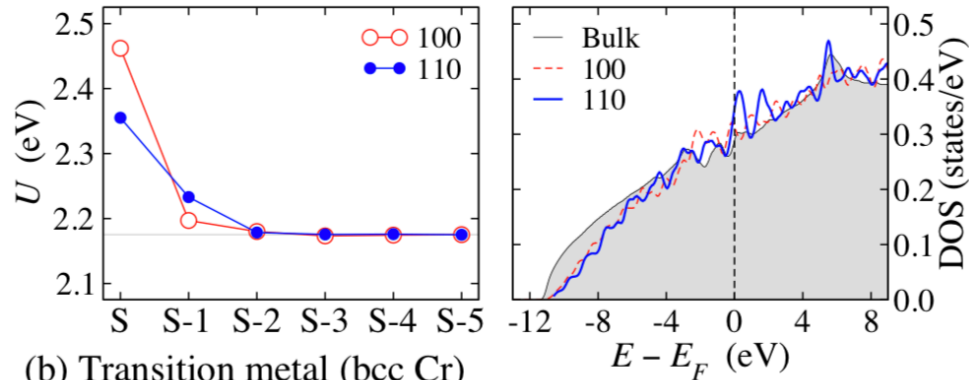 2.5
2.4
2.3
2.2
2.1
U (eV)
100
110
S S-1 S-2 S-3 S-4 S-5
Bulk
100
110
0.5
0.4
0.3
0.2
0.1
0.0
DOS (states/eV)
-12 -8 -4 0 4 8
E − E_F (eV)
(b) Transition metal (bcc Cr)